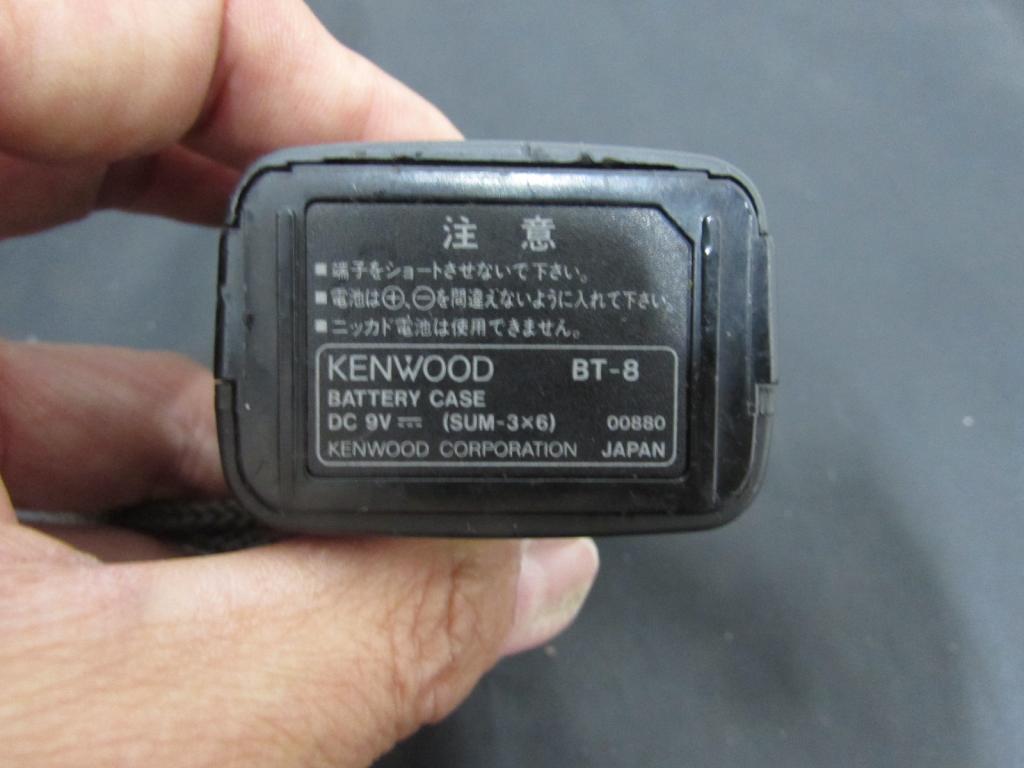 注 意
■端子をショートさせないで下さい。
■電池は⊕、⊖を間違えないように入れて下さい。
■ニッカド電池は使用できません。
KENWOOD BT-8
BATTERY CASE
DC 9V ⎓ (SUM-3×6) 00880
KENWOOD CORPORATION JAPAN